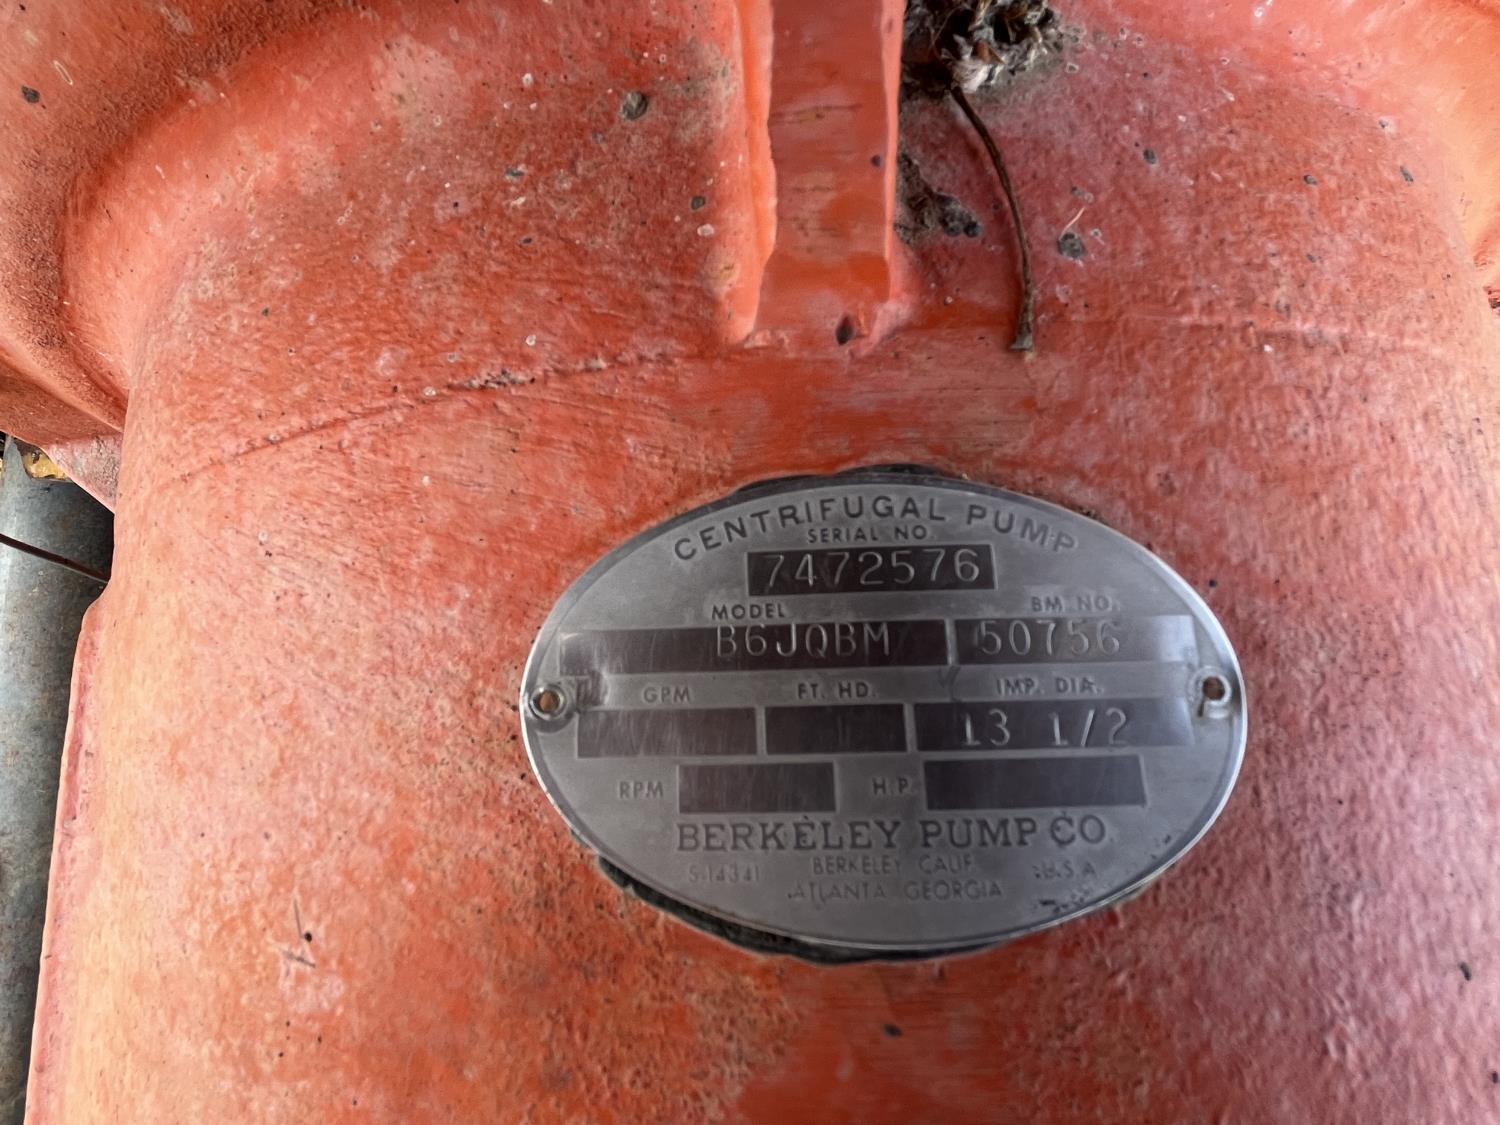 CENTRIFUGAL PUMP
SERIAL NO.
7472576
MODEL BM NO.
B6JQBM 50756
GPM FT. HD. IMP. DIA.
13 1/2
RPM H.P.
BERKELEY PUMP CO.
S-14341 BERKELEY CALIF. U.S.A.
ATLANTA GEORGIA